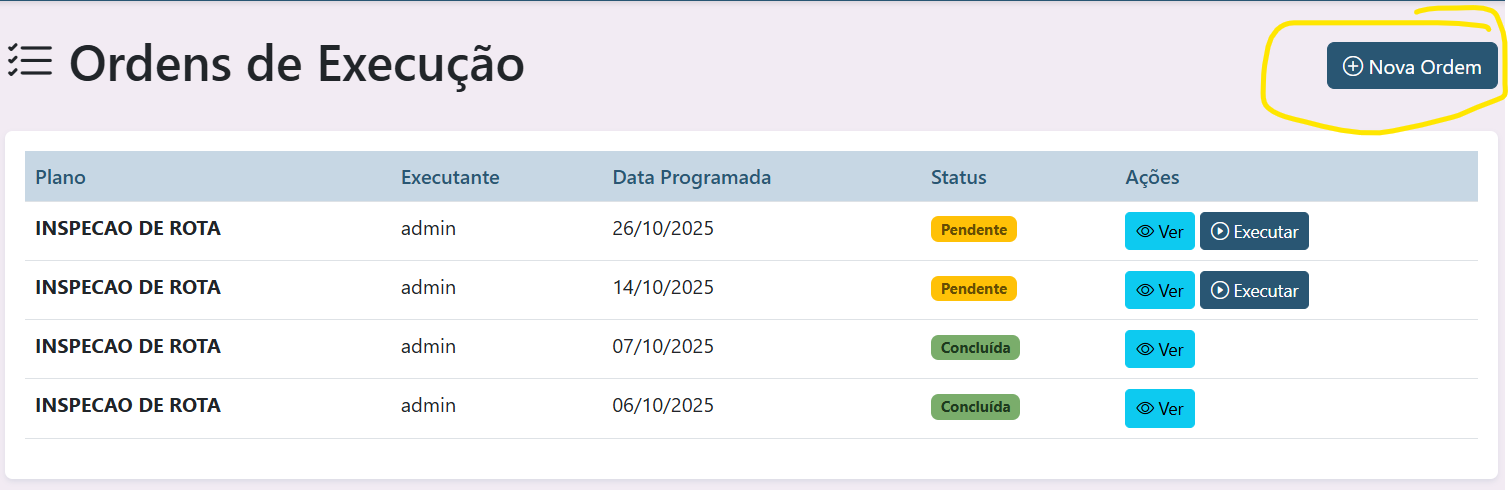 Ordens de Execução
Nova Ordem
Plano Executante Data Programada Status Ações
INSPECAO DE ROTA admin 26/10/2025 Pendente Ver Executar
INSPECAO DE ROTA admin 14/10/2025 Pendente Ver Executar
INSPECAO DE ROTA admin 07/10/2025 Concluída Ver
INSPECAO DE ROTA admin 06/10/2025 Concluída Ver